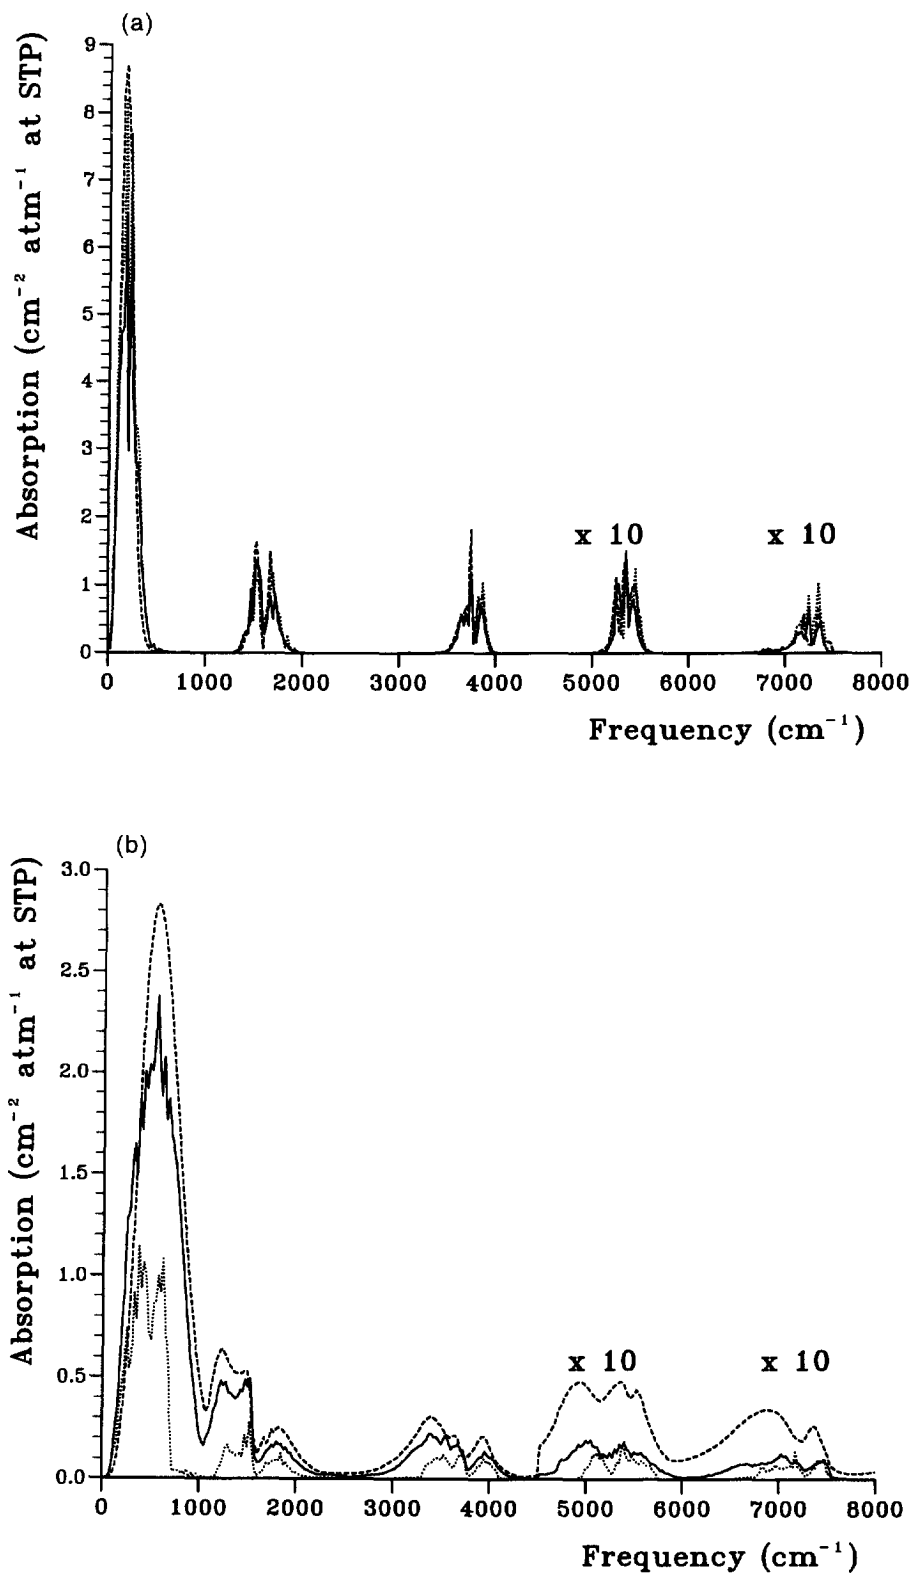 (a)
Absorption (cm⁻² atm⁻¹ at STP)
9
8
7
6
5
4
3
2
1
0
x 10 x 10
0 1000 2000 3000 4000 5000 6000 7000 8000
Frequency (cm⁻¹)
(b)
Absorption (cm⁻² atm⁻¹ at STP)
3.0
2.5
2.0
1.5
1.0
0.5
0.0
x 10 x 10
0 1000 2000 3000 4000 5000 6000 7000 8000
Frequency (cm⁻¹)